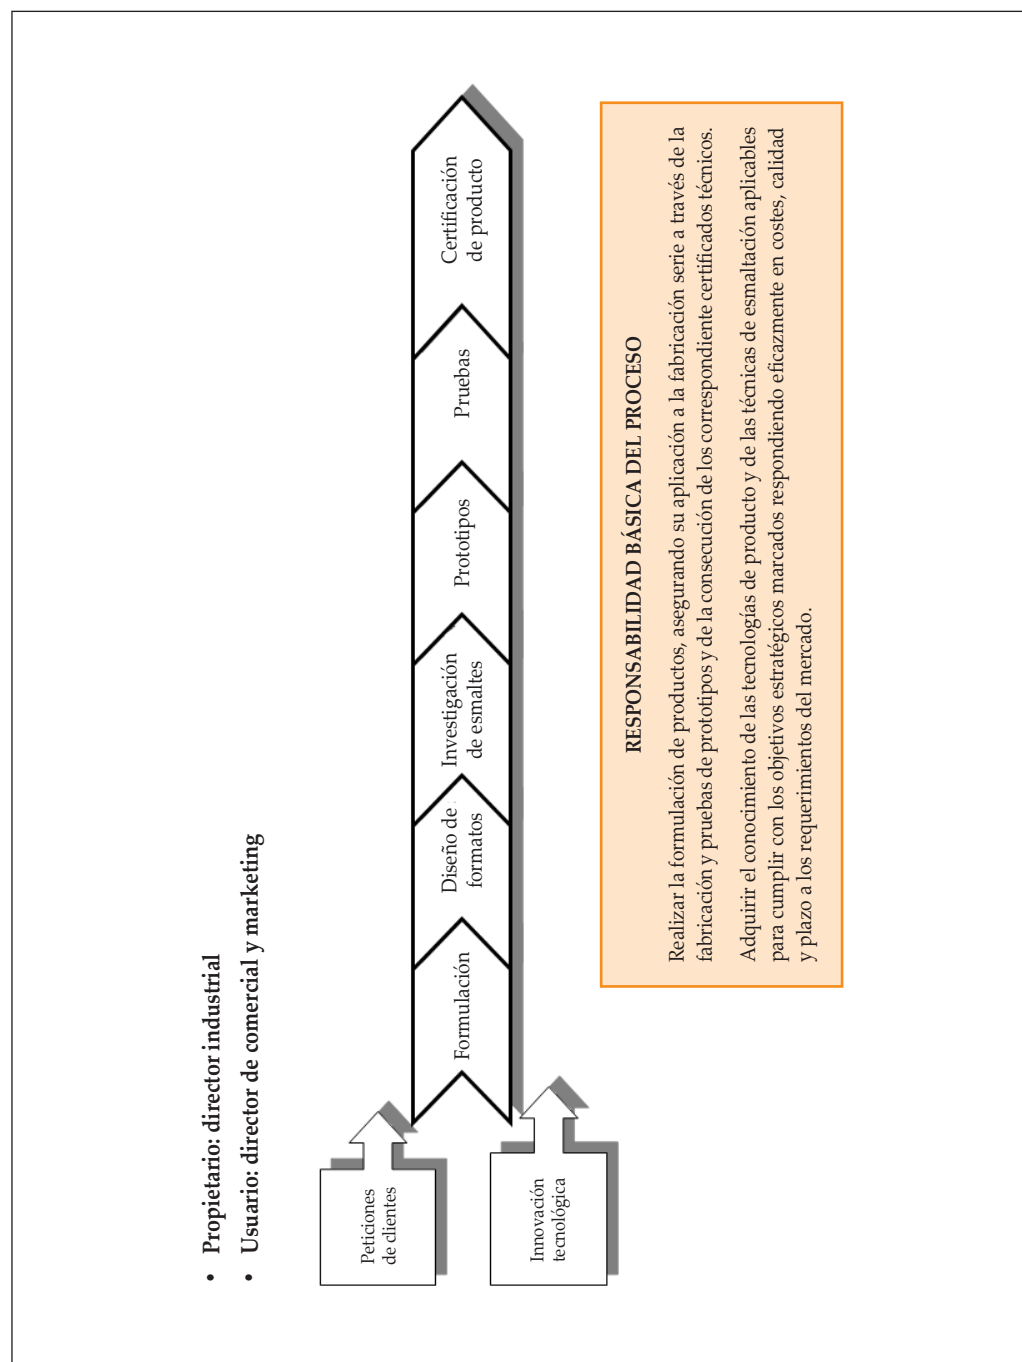 • Propietario: director industrial
• Usuario: director de comercial y marketing
Peticiones
de clientes
Innovación
tecnológica
Formulación
Diseño de
formatos
Investigación
de esmaltes
Prototipos
Pruebas
Certificación
de producto
RESPONSABILIDAD BÁSICA DEL PROCESO
Realizar la formulación de productos, asegurando su aplicación a la fabricación serie a través de la
fabricación y pruebas de prototipos y de la consecución de los correspondiente certificados técnicos.
Adquirir el conocimiento de las tecnologías de producto y de las técnicas de esmaltación aplicables
para cumplir con los objetivos estratégicos marcados respondiendo eficazmente en costes, calidad
y plazo a los requerimientos del mercado.